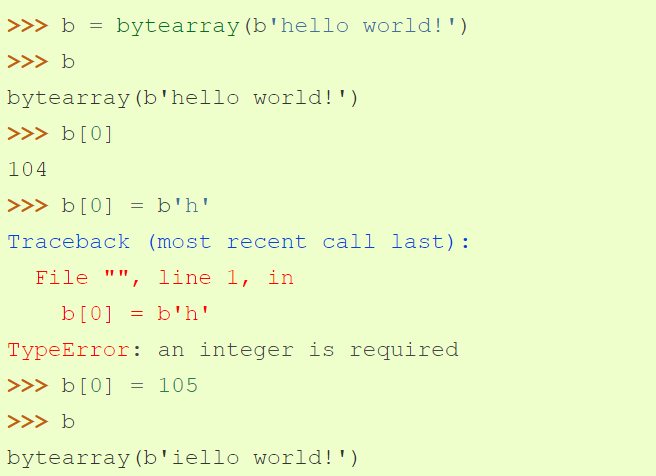 >>> b = bytearray(b'hello world!')
>>> b
bytearray(b'hello world!')
>>> b[0]
104
>>> b[0] = b'h'
Traceback (most recent call last):
  File "", line 1, in
    b[0] = b'h'
TypeError: an integer is required
>>> b[0] = 105
>>> b
bytearray(b'iello world!')